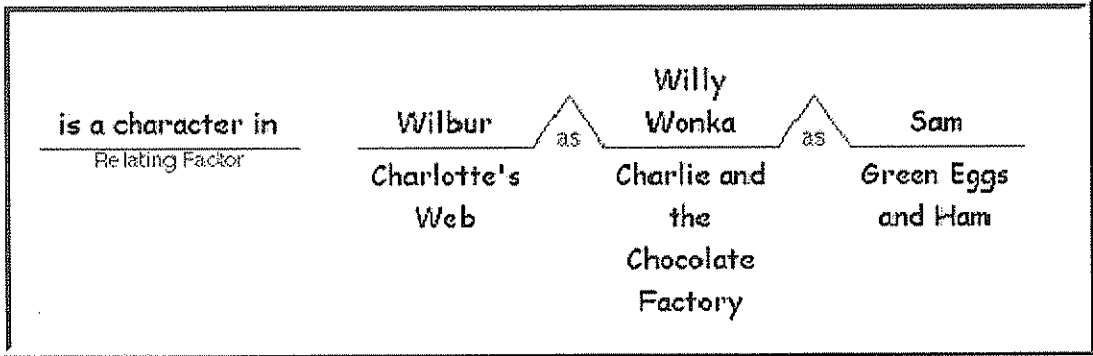 is a character in
Relating Factor
Wilbur
as
Willy
Wonka
as
Sam
Charlotte's
Web
Charlie and
the
Chocolate
Factory
Green Eggs
and Ham